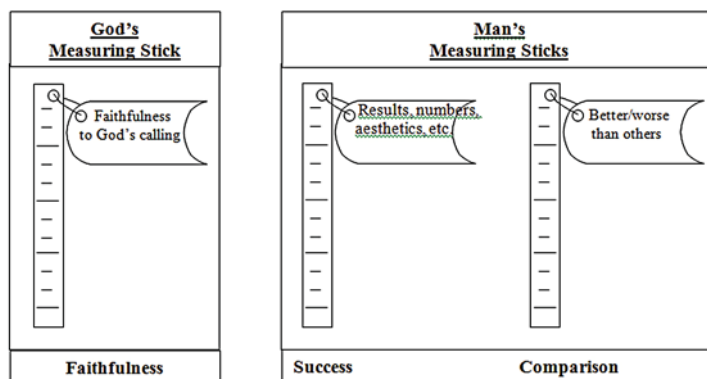 God's
Measuring Stick
Faithfulness
to God's calling
Faithfulness
Man's
Measuring Sticks
Results, numbers,
aesthetics, etc.
Better/worse
than others
Success
Comparison